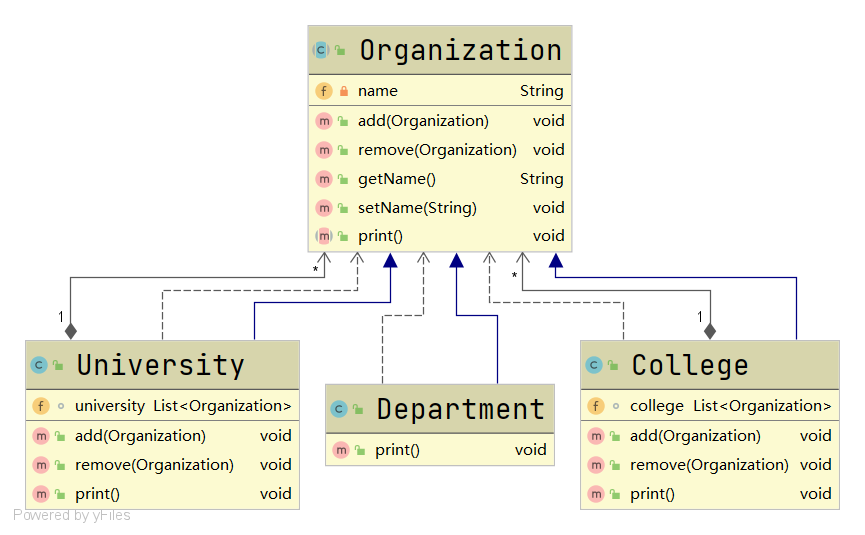 Organization
name String
add(Organization) void
remove(Organization) void
getName() String
setName(String) void
print() void
* *
1 1
University
university List<Organization>
add(Organization) void
remove(Organization) void
print() void
Department
print() void
College
college List<Organization>
add(Organization) void
remove(Organization) void
print() void
Powered by yFiles